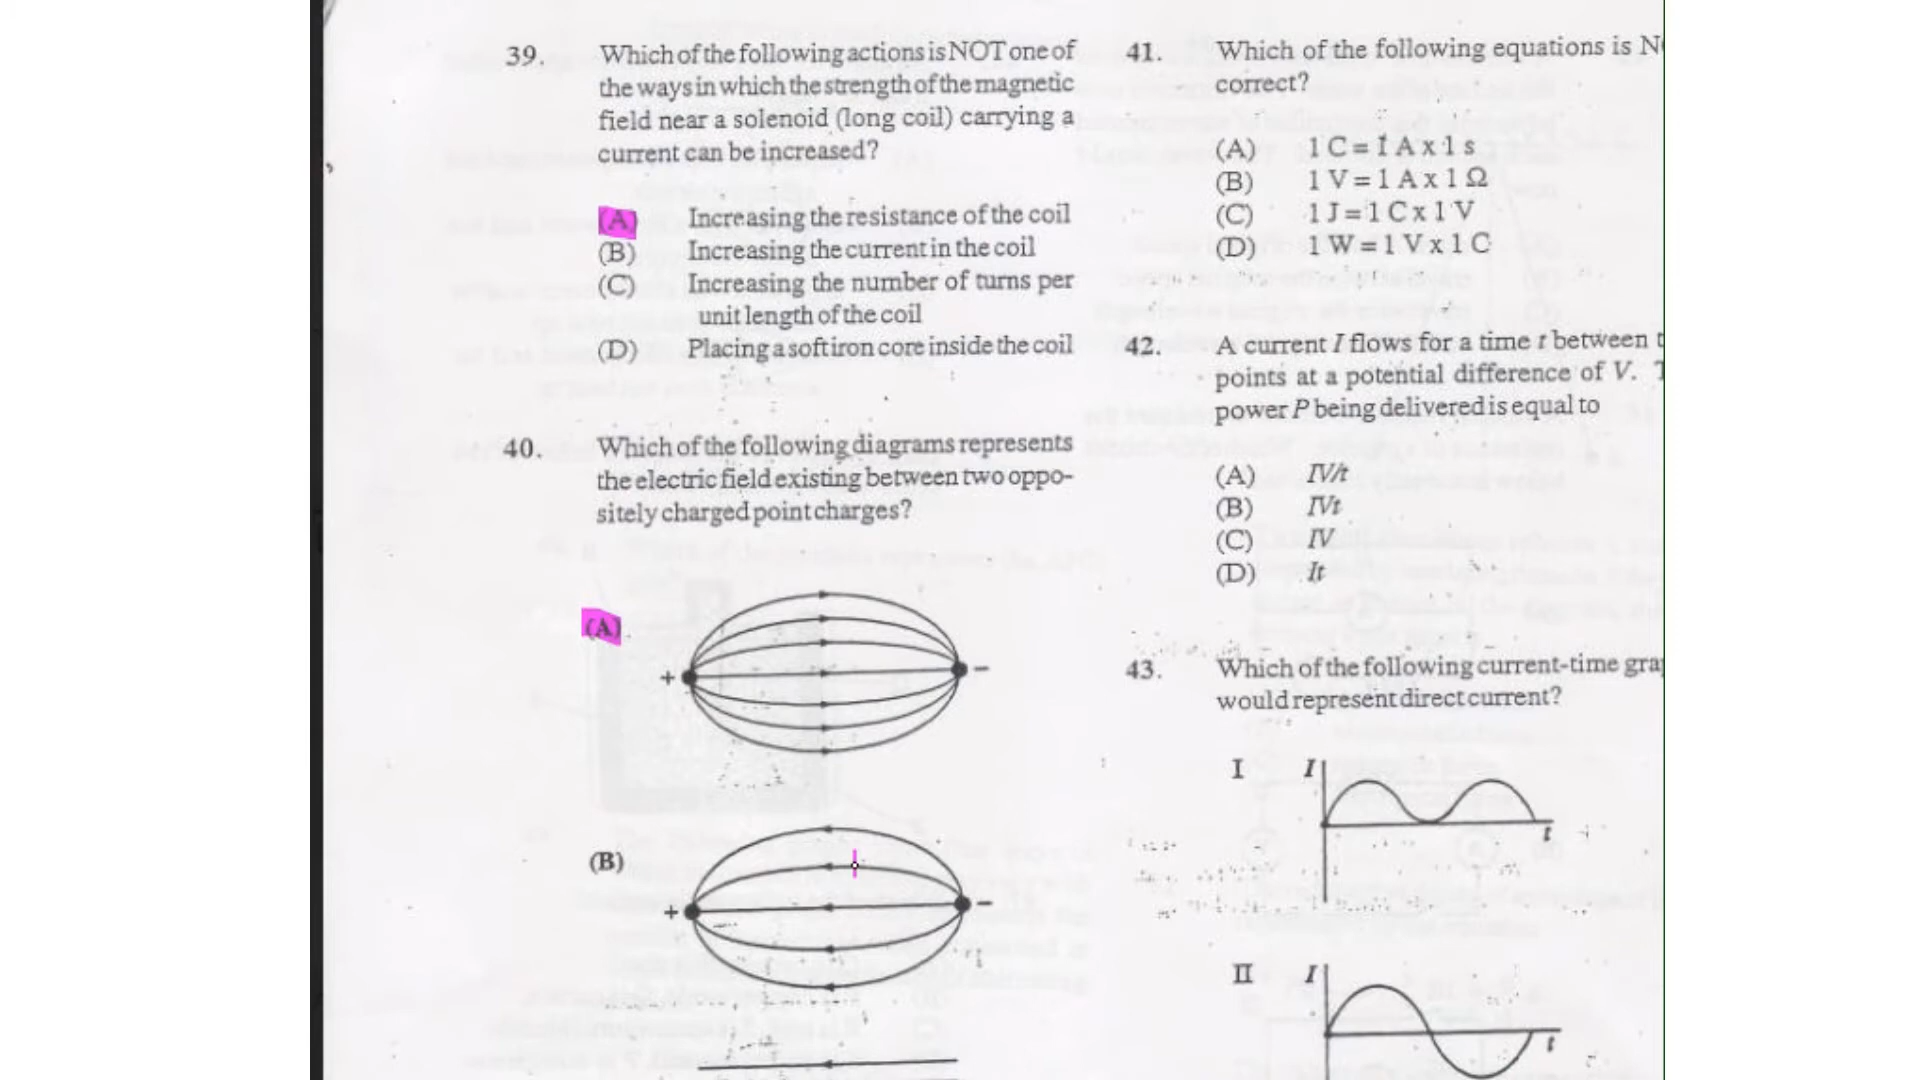 39. Which of the following actions is NOT one of
the ways in which the strength of the magnetic
field near a solenoid (long coil) carrying a
current can be increased?
(A) Increasing the resistance of the coil
(B) Increasing the current in the coil
(C) Increasing the number of turns per
unit length of the coil
(D) Placing a soft iron core inside the coil
40. Which of the following diagrams represents
the electric field existing between two oppo-
sitely charged point charges?
(A)
+ −
(B)
+ −
41. Which of the following equations is
correct?
(A) 1 C = 1 A x 1 s
(B) 1 V = 1 A x 1 Ω
(C) 1 J = 1 C x 1 V
(D) 1 W = 1 V x 1 C
42. A current I flows for a time t between
points at a potential difference of V.
power P being delivered is equal to
(A) IV/t
(B) IVt
(C) IV
(D) It
43. Which of the following current-time
would represent direct current?
I I
t
II I
t